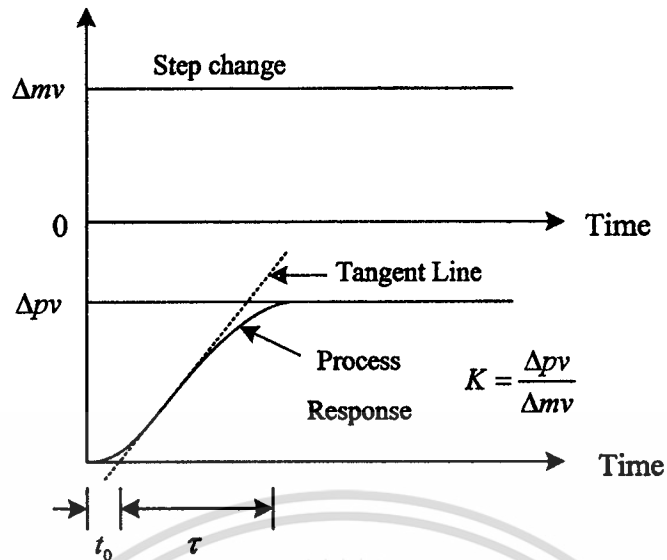 Step change
Δmv
0
Time
Tangent Line
Δpv
Process
Response
K = Δpv / Δmv
Time
t₀
τ